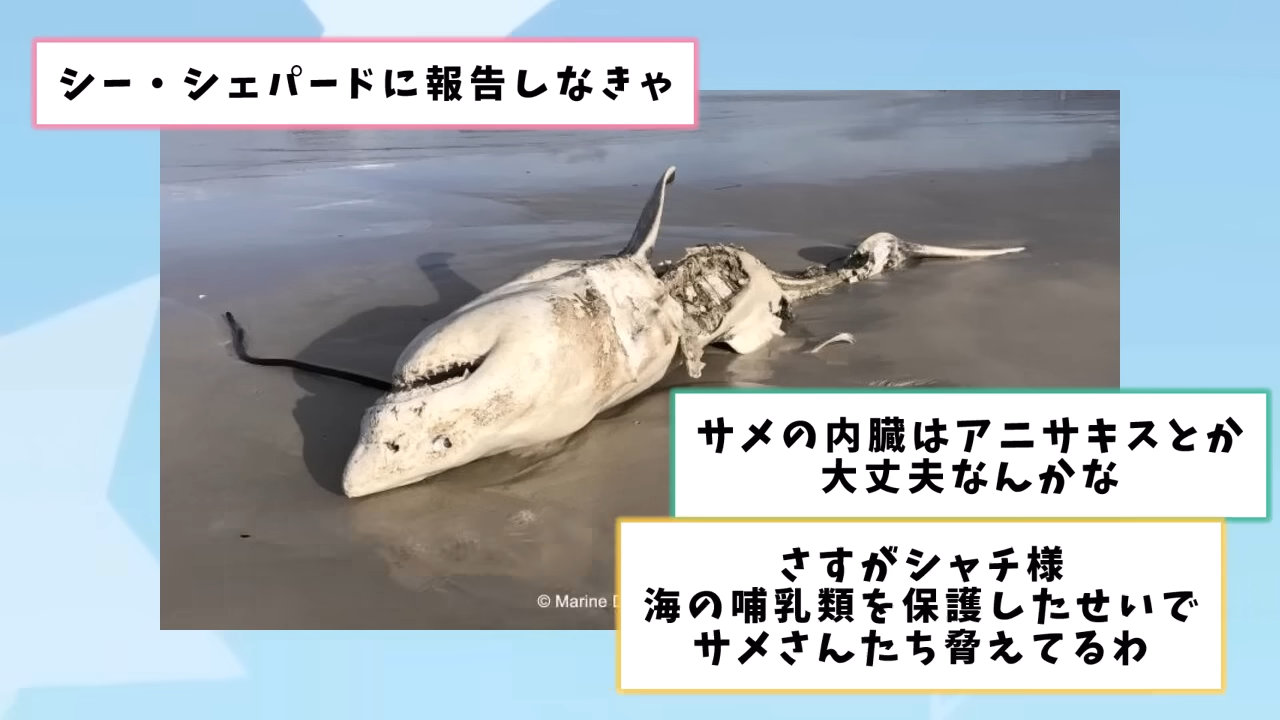 シー・シェパードに報告しなきゃ
サメの内臓はアニサキスとか
大丈夫なんかな
© Marine
さすがシャチ様
海の哺乳類を保護したせいで
サメさんたち脅えてるわ